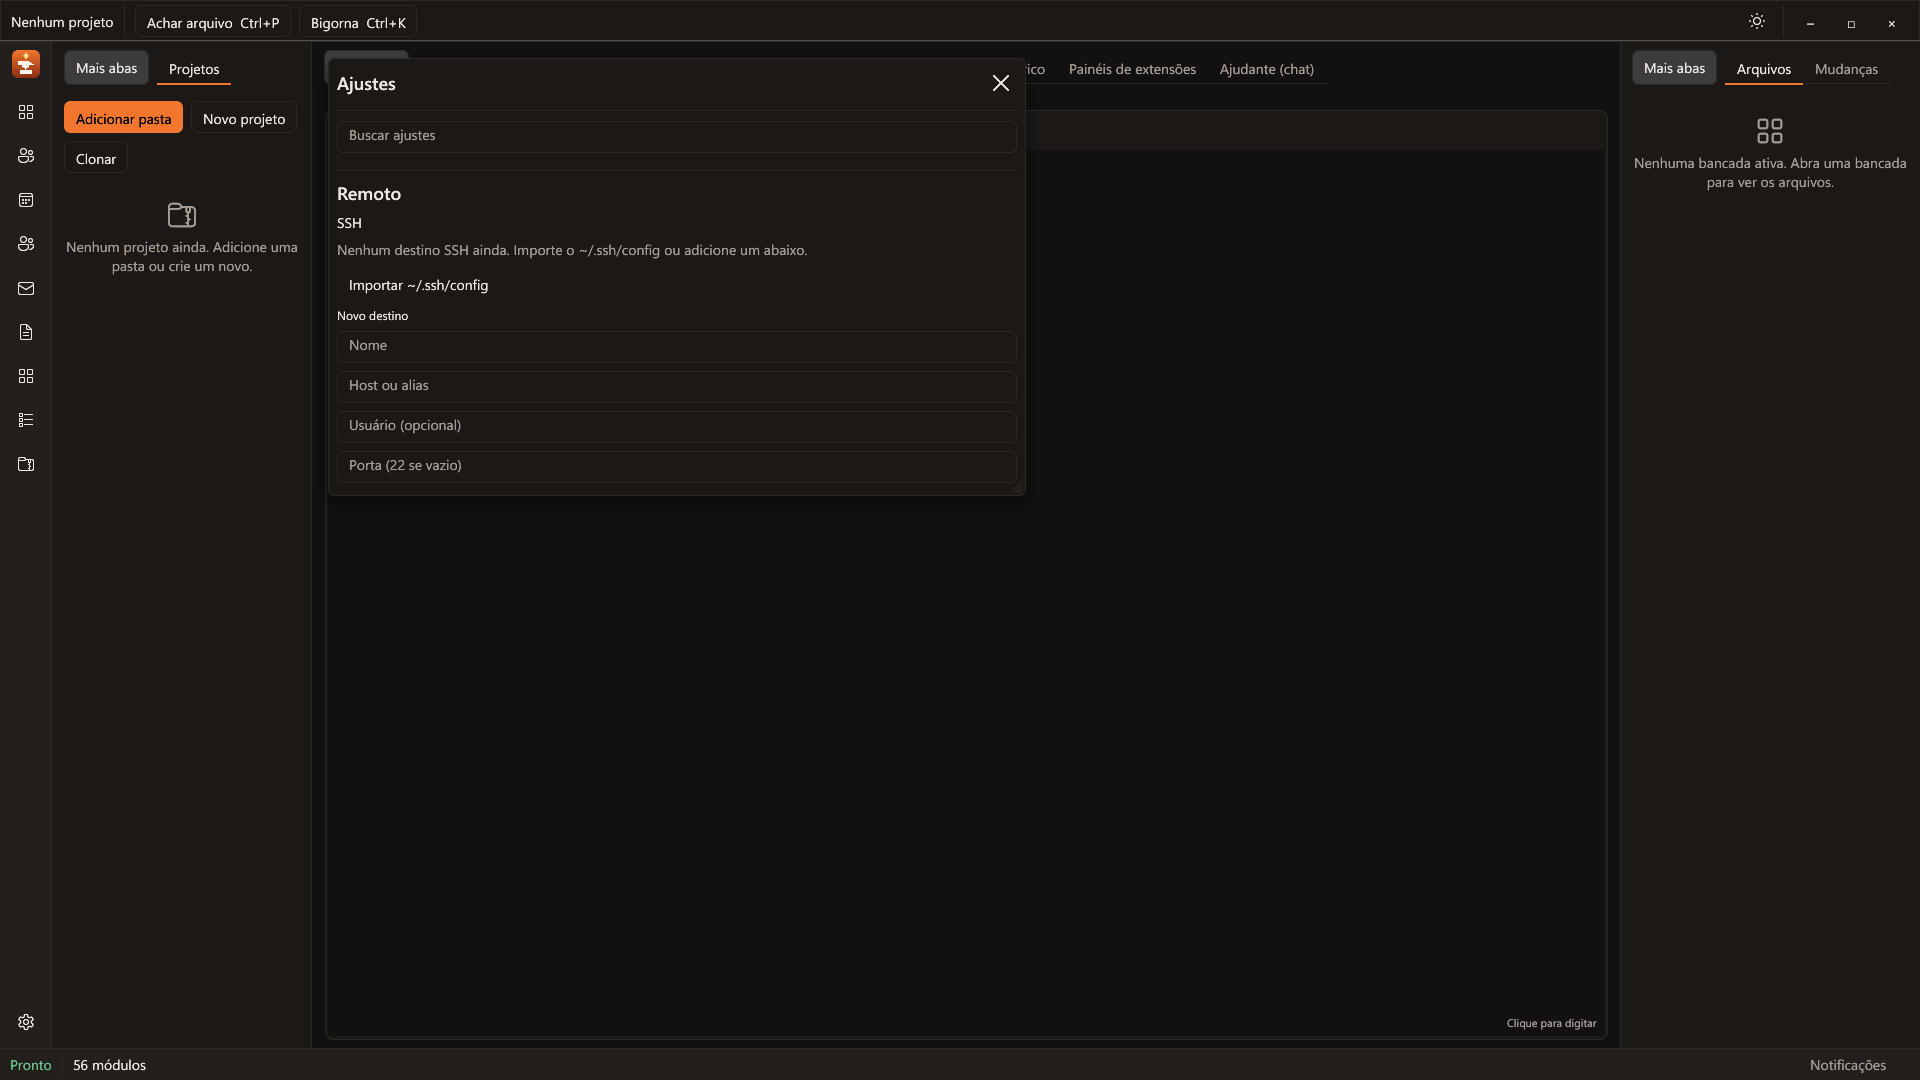 Nenhum projeto
Achar arquivo Ctrl+P
Bigorna Ctrl+K
Mais abas
Projetos
Adicionar pasta
Novo projeto
Clonar
Nenhum projeto ainda. Adicione uma
pasta ou crie um novo.
Ajustes
Buscar ajustes
Remoto
SSH
Nenhum destino SSH ainda. Importe o ~/.ssh/config ou adicione um abaixo.
Importar ~/.ssh/config
Novo destino
Nome
Host ou alias
Usuário (opcional)
Porta (22 se vazio)
Painéis de extensões
Ajudante (chat)
Clique para digitar
Mais abas
Arquivos
Mudanças
Nenhuma bancada ativa. Abra uma bancada
para ver os arquivos.
Pronto
56 módulos
Notificações